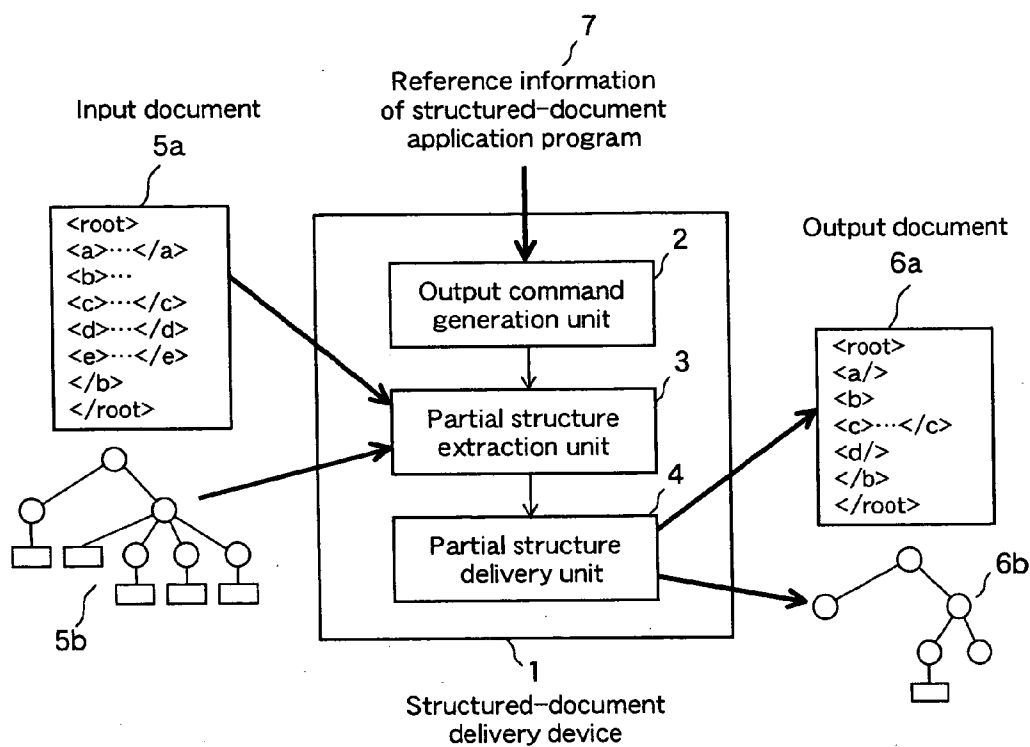 7
Reference information
of structured-document
application program
Input document
5a
<root>
<a>…</a>
<b>…
<c>…</c>
<d>…</d>
<e>…</e>
</b>
</root>
2
Output command
generation unit
3
Partial structure
extraction unit
4
Partial structure
delivery unit
Output document
6a
<root>
<a/>
<b>
<c>…</c>
<d/>
</b>
</root>
5b
6b
1
Structured-document
delivery device